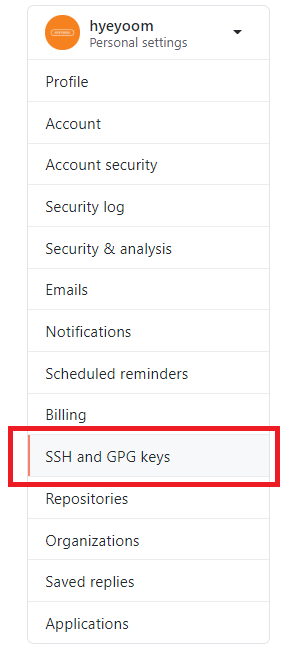 hyeyoom
Personal settings
Profile
Account
Account security
Security log
Security & analysis
Emails
Notifications
Scheduled reminders
Billing
SSH and GPG keys
Repositories
Organizations
Saved replies
Applications